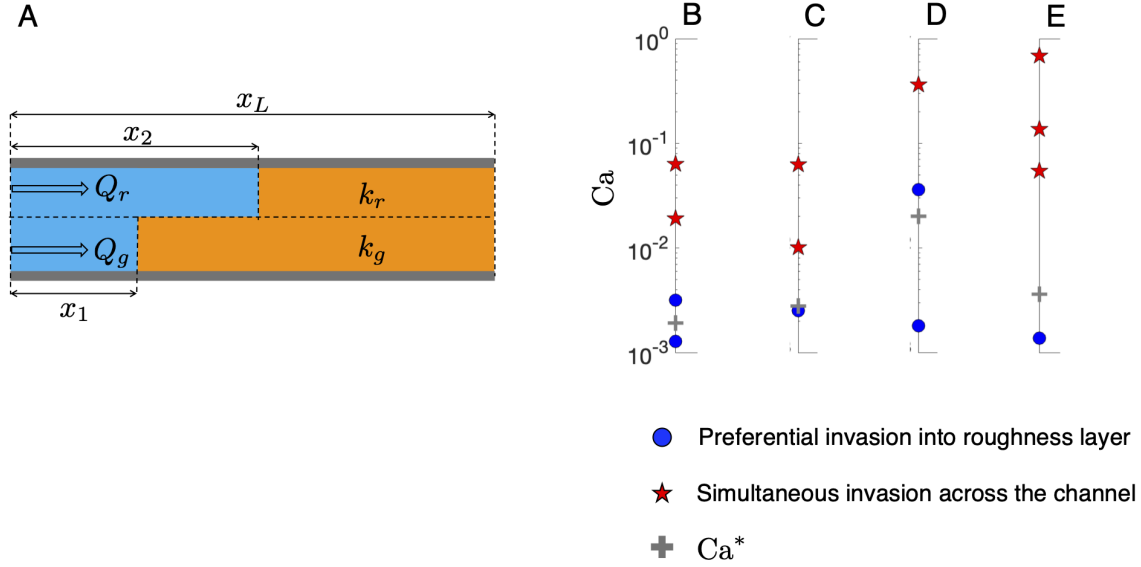 A
B C D E
x_L
x_2
Q_r
k_r
Q_g
k_g
x_1
Ca
10^0
10^-1
10^-2
10^-3
Preferential invasion into roughness layer
Simultaneous invasion across the channel
Ca*